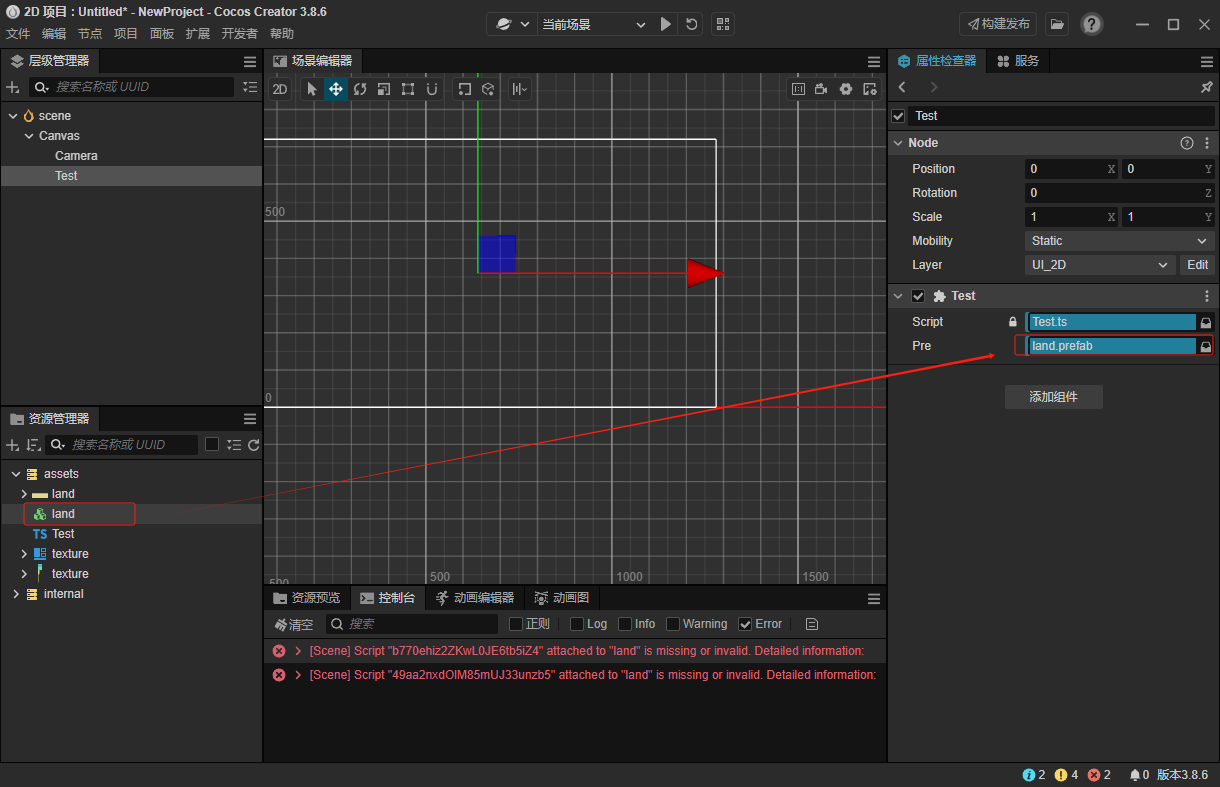 2D 项目 : Untitled* - NewProject - Cocos Creator 3.8.6
文件 编辑 节点 项目 面板 扩展 开发者 帮助
当前场景
构建发布
层级管理器
搜索名称或 UUID
scene
Canvas
Camera
Test
资源管理器
搜索名称或 UUID
assets
land
land
TS Test
texture
texture
internal
场景编辑器
2D
500
0
500
500
1000
1500
资源预览 控制台 动画编辑器 动画图
清空 搜索 正则 Log Info Warning Error
[Scene] Script "b770ehiz2ZKwL0JE6tb5iZ4" attached to "land" is missing or invalid. Detailed information:
[Scene] Script "49aa2nxdOlM85mUJ33unzb5" attached to "land" is missing or invalid. Detailed information:
属性检查器 服务
Test
Node
Position 0 X 0 Y
Rotation 0 Z
Scale 1 X 1 Y
Mobility Static
Layer UI_2D Edit
Test
Script Test.ts
Pre land.prefab
添加组件
2 4 2 0 版本3.8.6